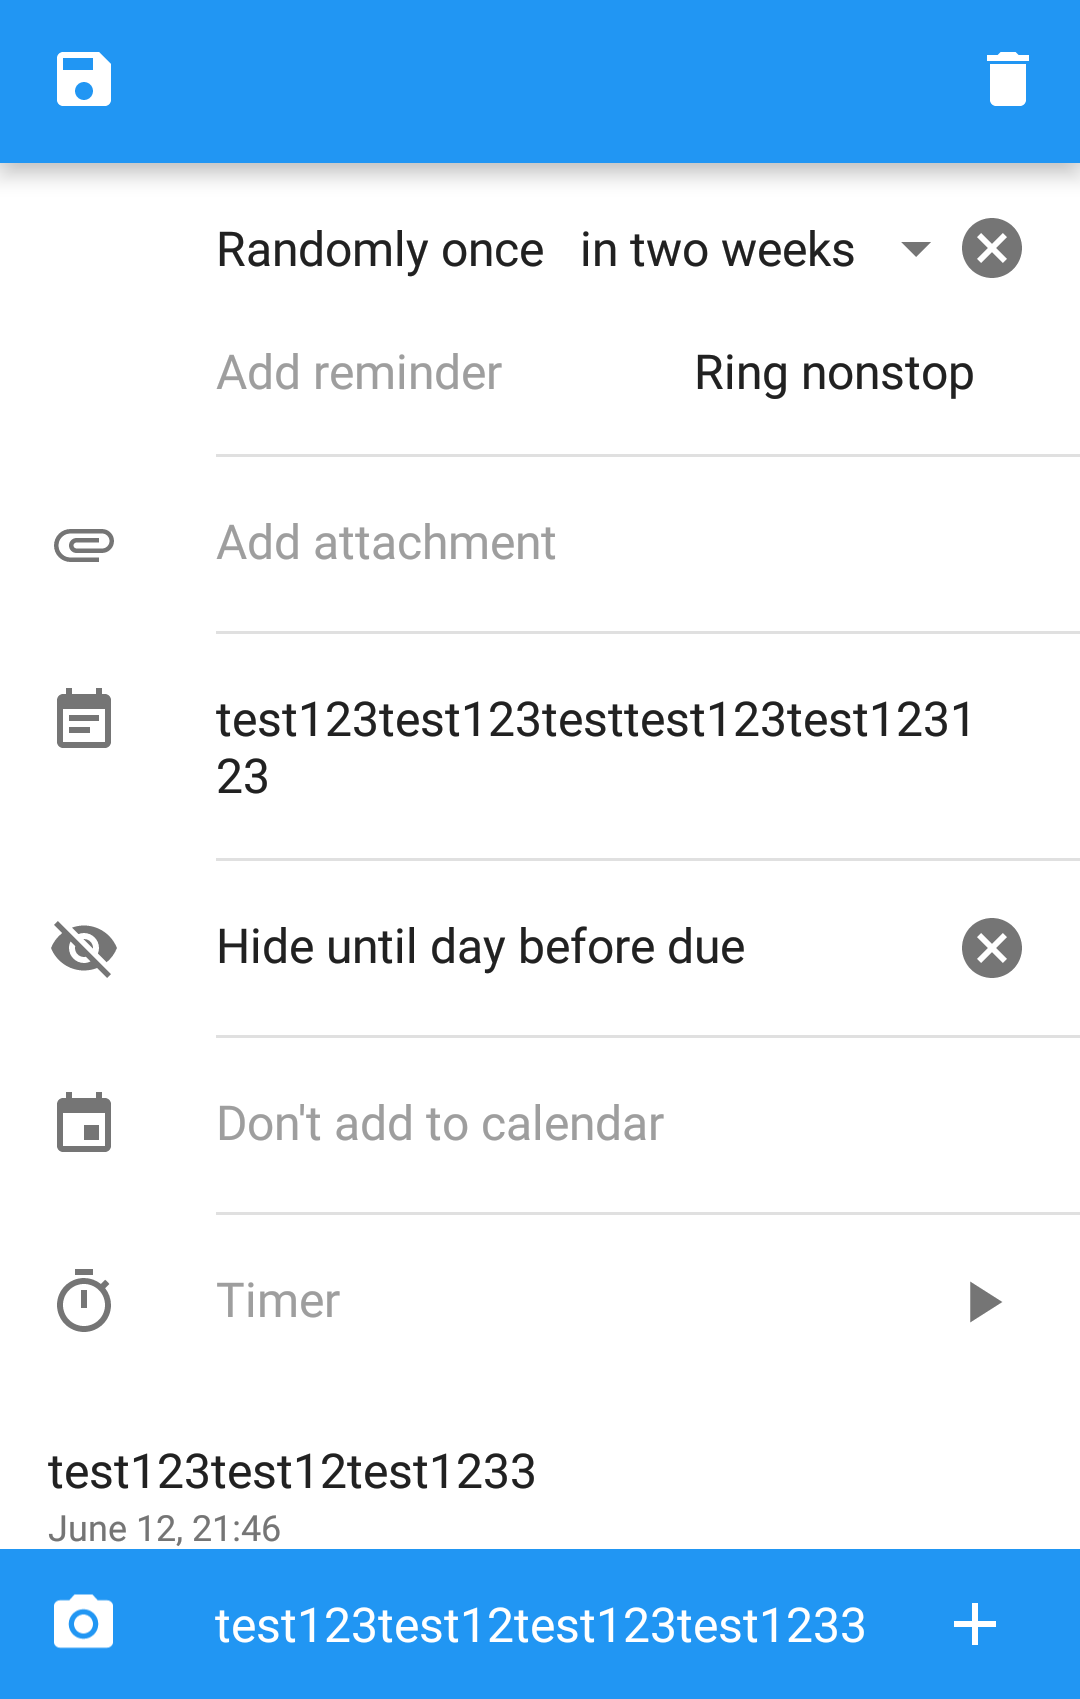 Randomly once in two weeks
Add reminder Ring nonstop
Add attachment
test123test123testtest123test1231
23
Hide until day before due
Don't add to calendar
Timer
test123test12test1233
June 12, 21:46
test123test12test123test1233